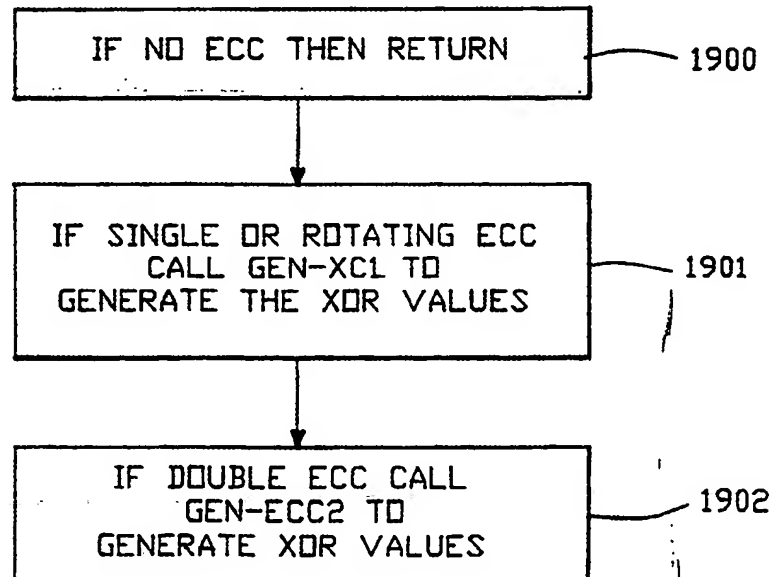 IF NO ECC THEN RETURN
1900
IF SINGLE OR ROTATING ECC
CALL GEN-XC1 TO
GENERATE THE XOR VALUES
1901
IF DOUBLE ECC CALL
GEN-ECC2 TO
GENERATE XOR VALUES
1902